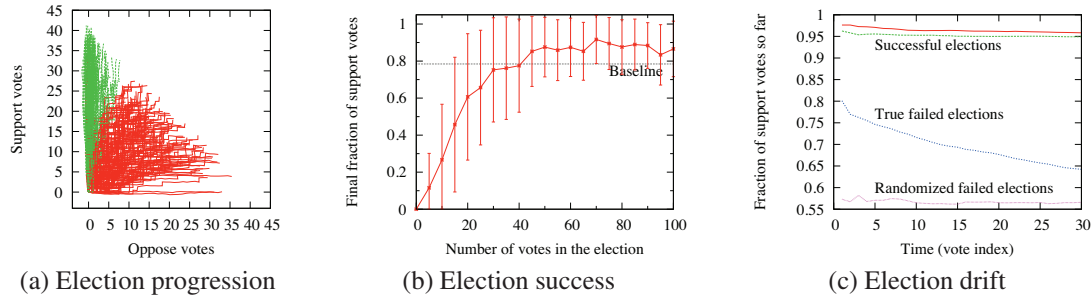 45
40
35
30
25
20
15
10
5
0
Support votes
0 5 10 15 20 25 30 35 40 45
Oppose votes
(a) Election progression
1
0.8
0.6
0.4
0.2
0
Final fraction of support votes
Baseline
0 20 40 60 80 100
Number of votes in the election
(b) Election success
1
0.95
0.9
0.85
0.8
0.75
0.7
0.65
0.6
0.55
Fraction of support votes so far
Successful elections
True failed elections
Randomized failed elections
0 5 10 15 20 25 30
Time (vote index)
(c) Election drift